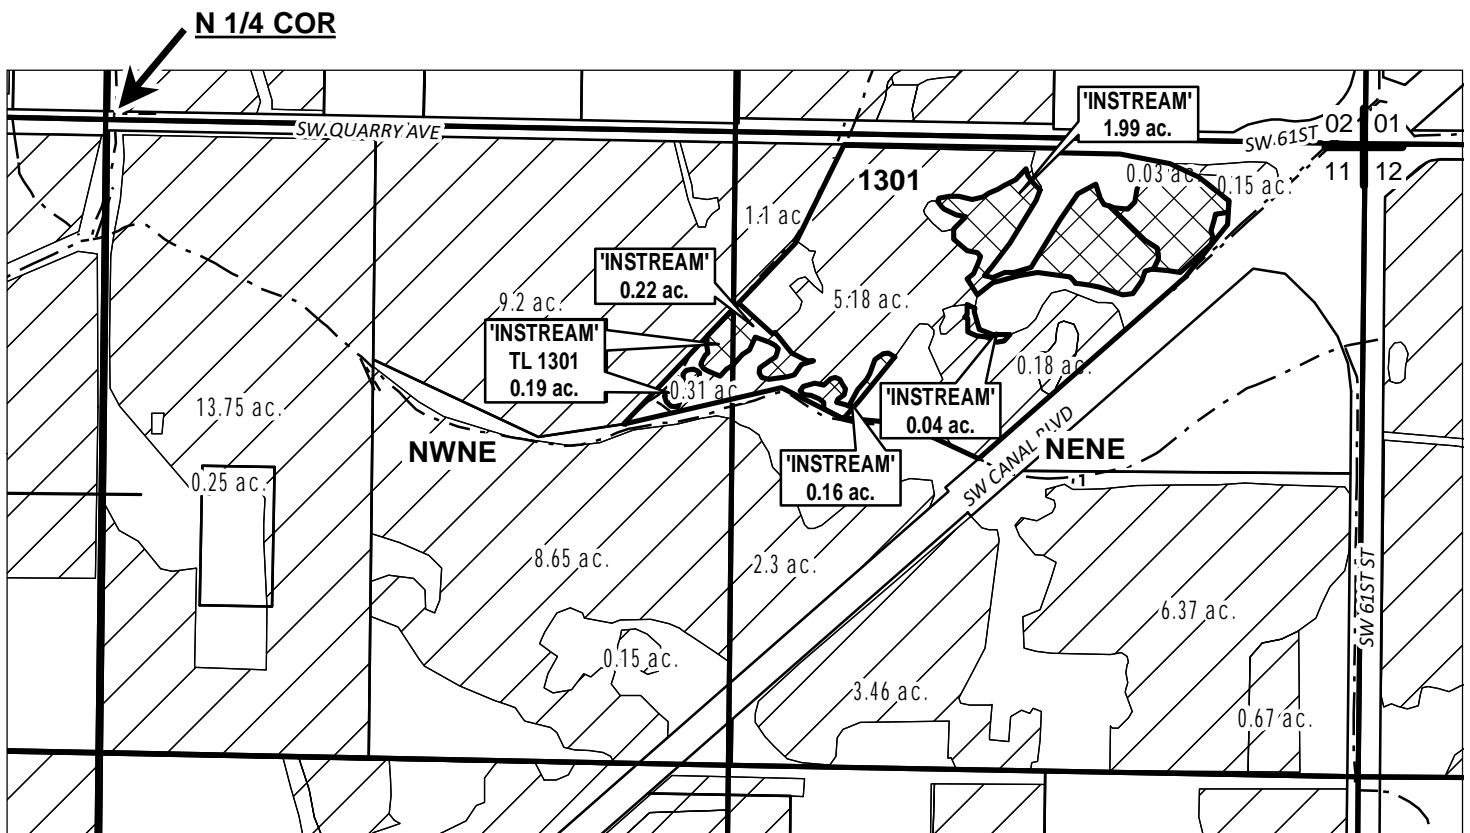 N 1/4 COR
'INSTREAM'
1.99 ac.
SW QUARRY AVE
SW 61ST
02 01
11 12
1301
0.03 ac.
0.15 ac.
1.1 ac.
'INSTREAM'
0.22 ac.
9.2 ac.
5.18 ac.
'INSTREAM'
TL 1301
0.19 ac.
0.31 ac.
0.18 ac.
'INSTREAM'
0.04 ac.
13.75 ac.
NWNE
SW CANAL BLVD
NENE
'INSTREAM'
0.16 ac.
0.25 ac.
1
8.65 ac.
2.3 ac.
SW 61ST ST
6.37 ac.
0.15 ac.
3.46 ac.
0.67 ac.